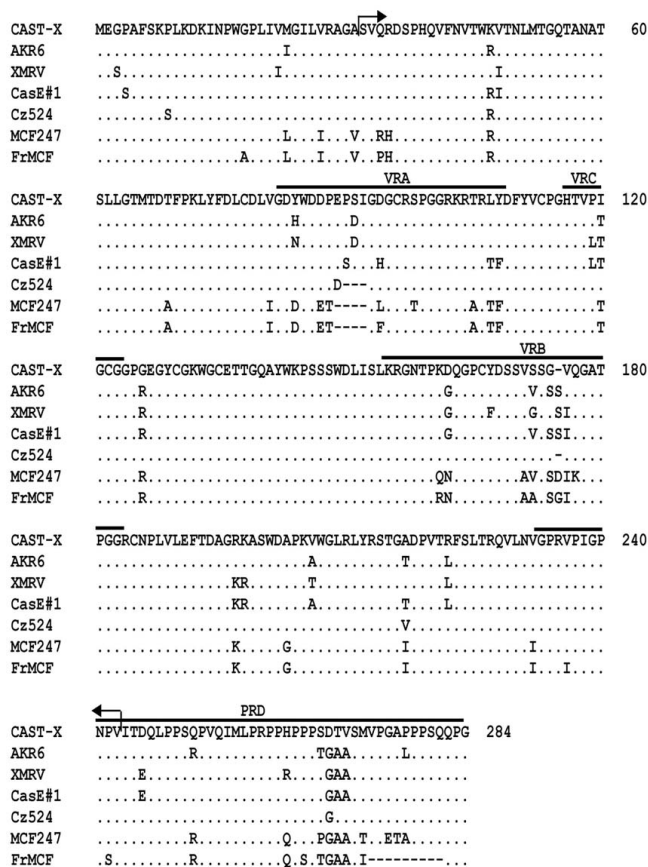 CAST-X MEGPAFSKPLKDKINPWGPLIVMGILVRAGASVQRDSPHQVFNVTWKVTNLMTGQTANAT 60
AKR6 ......................I.......................R.............
XMRV ..S..................I.........................I............
CasE#1 ...S..........................................RI............
Cz524 ........S.....................................R.............
MCF247 ......................L...I...V..RH...........R.............
FrMCF .................A....L...I...V..PH...........R.............
VRA VRC
CAST-X SLLGTMTDTFPKLYFDLCDLVGDYWDDPEPSIGDGCRSPGGRKRTRLYDFYVCPGHTVPI 120
AKR6 .......................H......D............................T
XMRV .......................N......D...........................LT
CasE#1 .............................S...H............TF..........LT
Cz524 ............................D---............................
MCF247 ........A...........I..D..ET----.L...T......A.TF...........T
FrMCF ........A...........I..D..ET----.F..........A.TF...........T
VRB
CAST-X GCGGPGEGYCGKWGCETTGQAYWKPSSSWDLISLKRGNTPKDQGPCYDSSVSSG-VQGAT 180
AKR6 .....R...................................G.........V.SS.....
XMRV .....R...................................G....F....G.SGI....
CasE#1 .....R...................................G.........V.SSI....
Cz524 ......................................................-.....
MCF247 .....R..................................QN........AV.SDIK...
FrMCF .....R..................................RN........AA.SGI....
CAST-X PGGRCNPLVLEFTDAGRKASWDAPKVWGLRLYRSTGADPVTRFSLTRQVLNVGPRVPIGP 240
AKR6 .........................A..........T....L..................
XMRV ................KR.......T...............L..................
CasE#1 ................KR.......A..........T....L..................
Cz524 ....................................V.......................
MCF247 ................K.....G.............I..............I........
FrMCF ................K.....G.............I..............I...I....
PRD
CAST-X NPVITDQLPPSQPVQIMLPRPPHPPPSDTVSMVPGAPPPSQQPG 284
AKR6 ...........R..............TGAA......L.......
XMRV .....E................R....GAA..............
CasE#1 .....E.....................GAA..............
Cz524 ...........................G................
MCF247 ...........R..........Q...PGAA.T..ETA.......
FrMCF .S....................Q.S.TGAA.I---------...